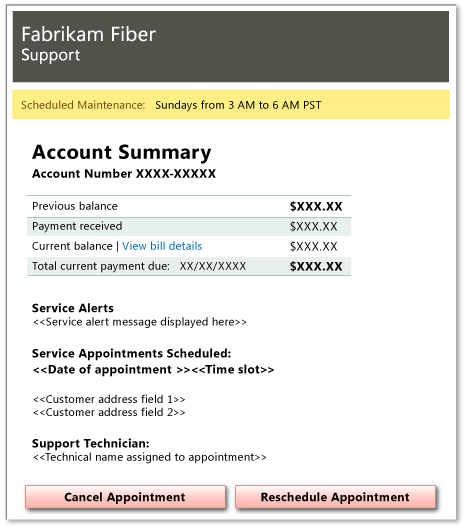 Fabrikam Fiber
Support
Scheduled Maintenance: Sundays from 3 AM to 6 AM PST
Account Summary
Account Number XXXX-XXXXX
Previous balance $XXX.XX
Payment received $XXX.XX
Current balance | View bill details $XXX.XX
Total current payment due: XX/XX/XXXX $XXX.XX
Service Alerts
<<Service alert message displayed here>>
Service Appointments Scheduled:
<<Date of appointment >><<Time slot>>
<<Customer address field 1>>
<<Customer address field 2>>
Support Technician:
<<Technical name assigned to appointment>>
Cancel Appointment Reschedule Appointment